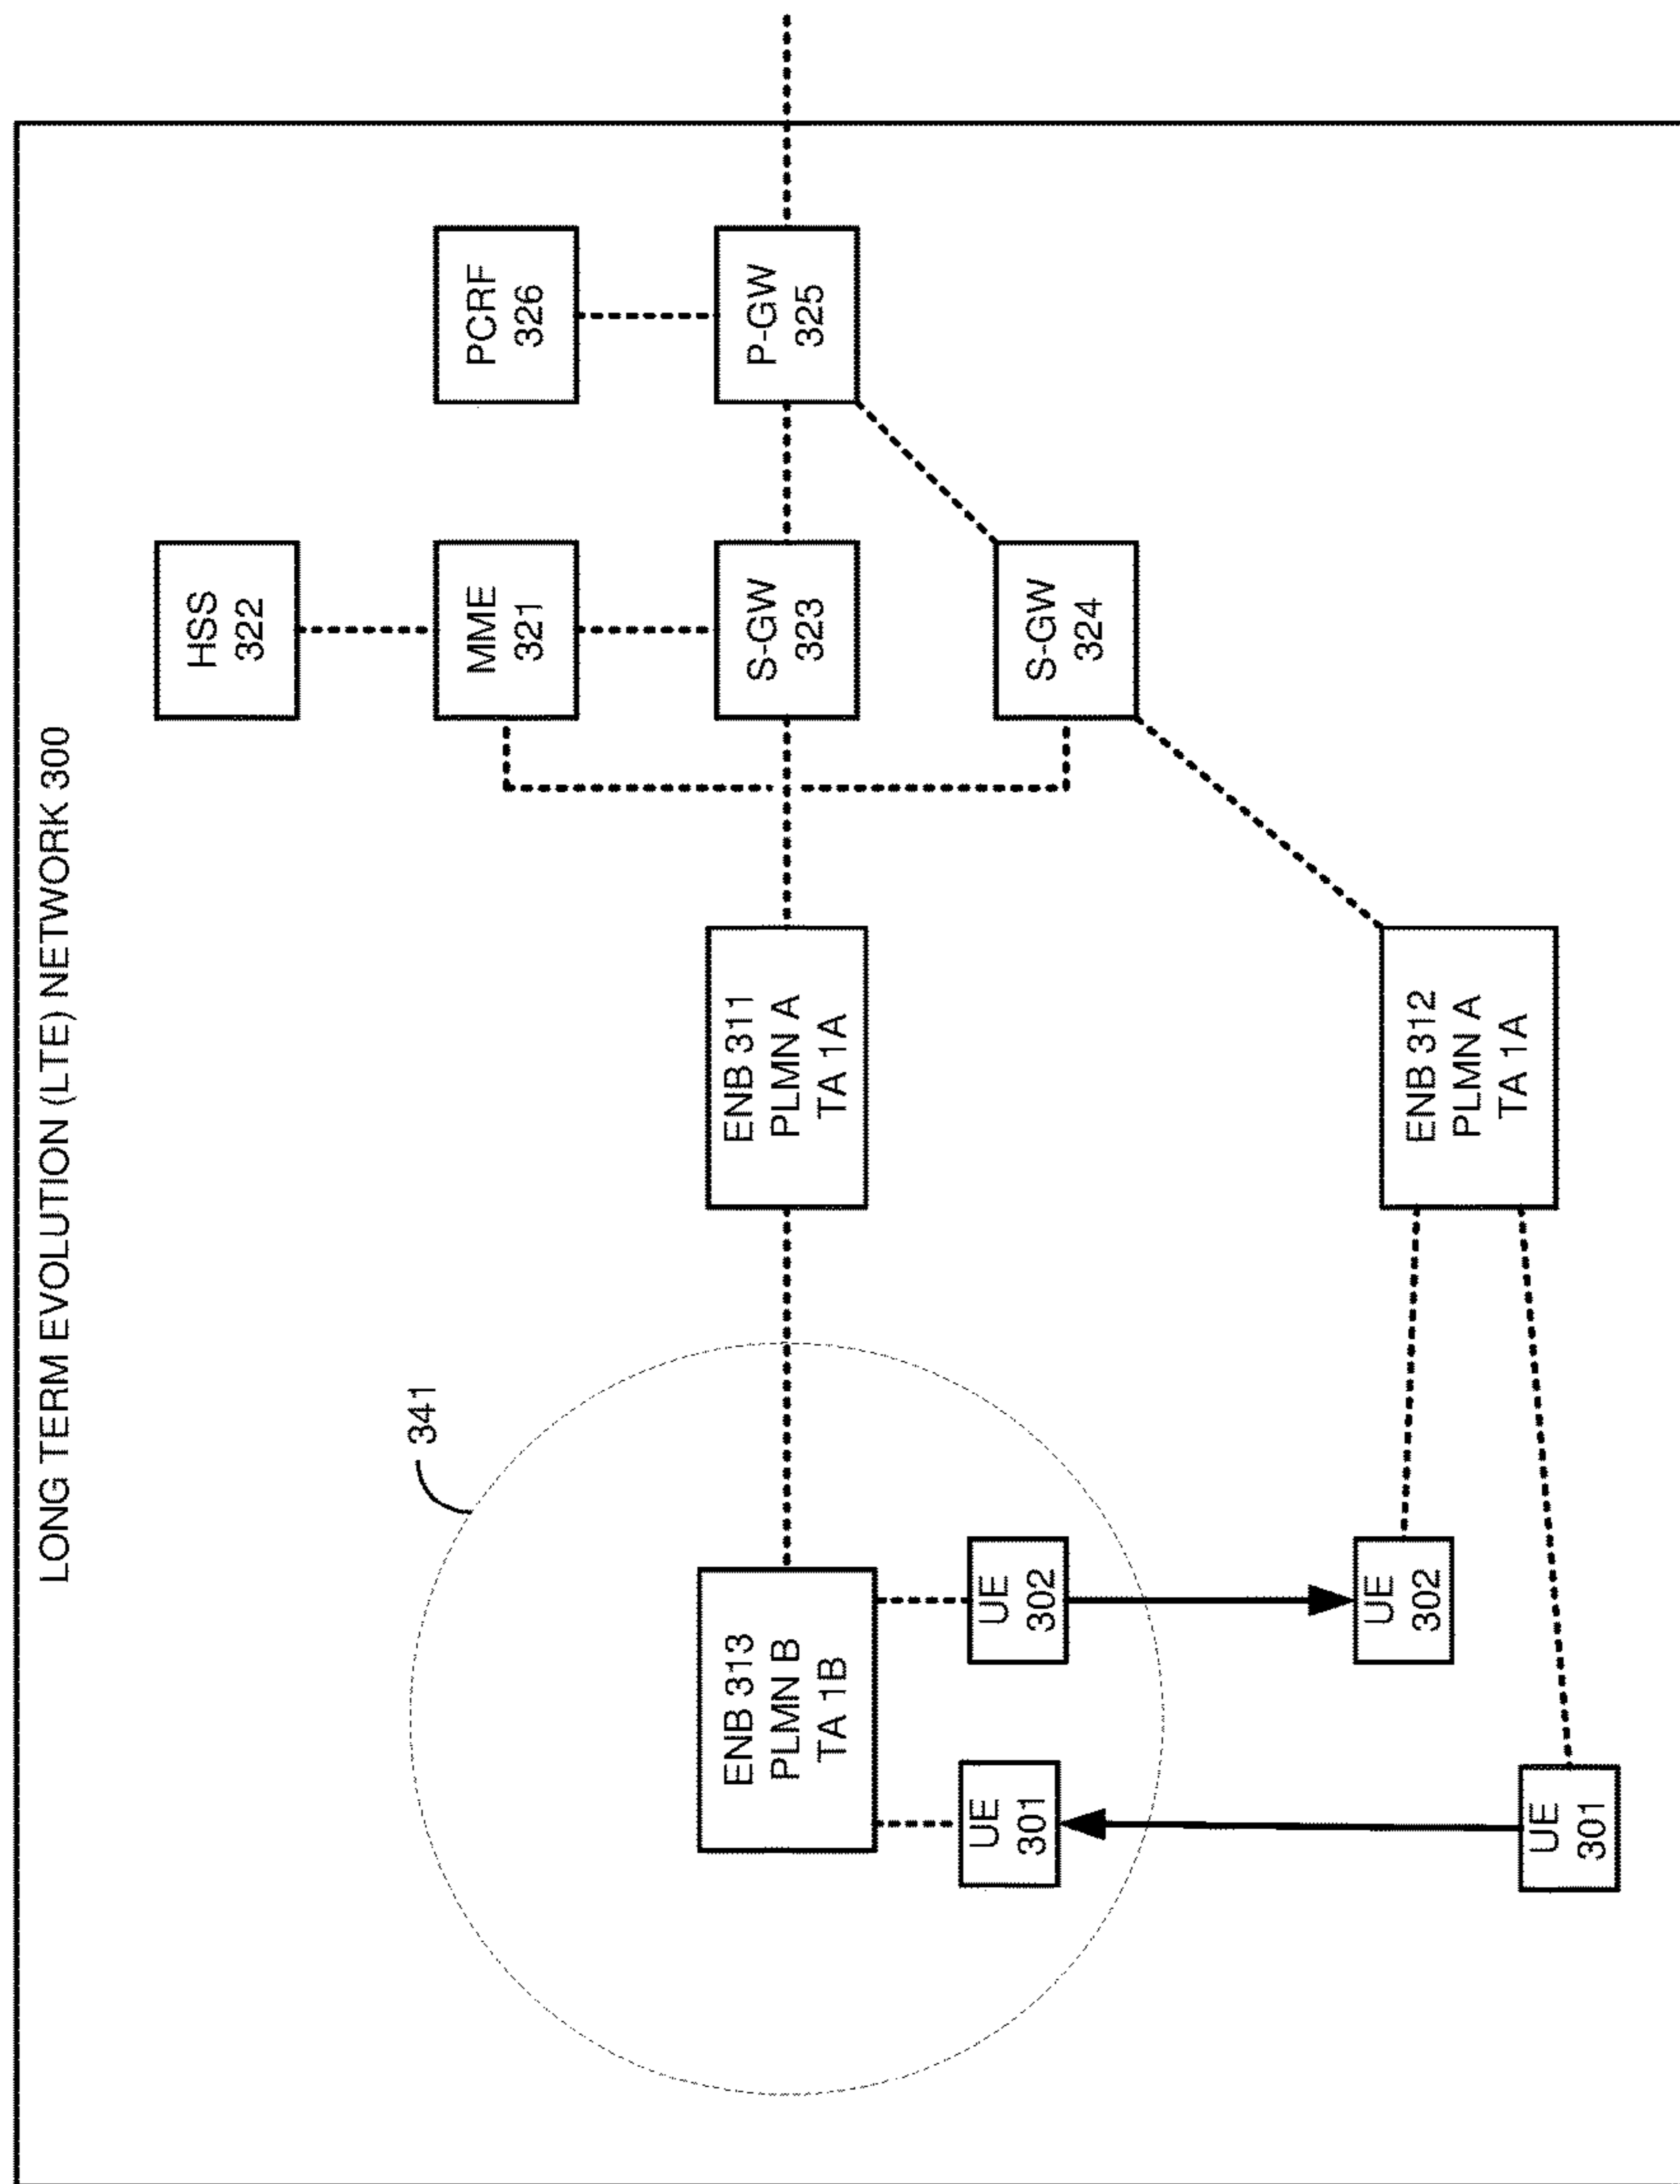 LONG TERM EVOLUTION (LTE) NETWORK 300
HSS
322
341
MME
321
PCRF
326
ENB 313
PLMN B
TA 1B
ENB 311
PLMN A
TA 1A
S-GW
323
P-GW
325
UE
301
UE
302
S-GW
324
UE
302
ENB 312
PLMN A
TA 1A
UE
301